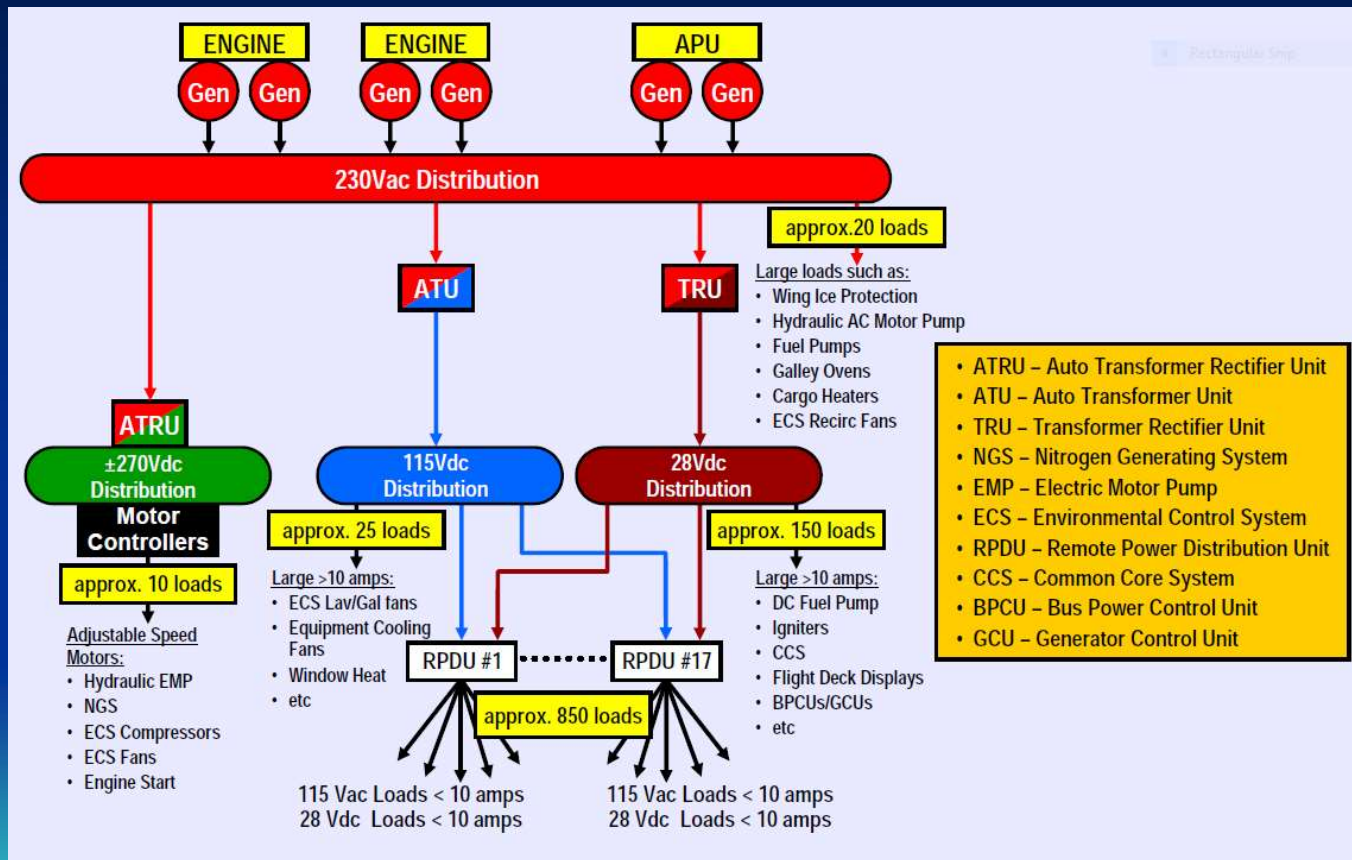 ENGINE
ENGINE
APU
Gen
Gen
Gen
Gen
Gen
Gen
Rectangular Snip
230Vac Distribution
approx.20 loads
ATU
TRU
Large loads such as:
• Wing Ice Protection
• Hydraulic AC Motor Pump
• Fuel Pumps
• Galley Ovens
• Cargo Heaters
• ECS Recirc Fans
ATRU
±270Vdc
Distribution
Motor
Controllers
approx. 10 loads
Adjustable Speed
Motors:
• Hydraulic EMP
• NGS
• ECS Compressors
• ECS Fans
• Engine Start
115Vdc
Distribution
approx. 25 loads
Large >10 amps:
• ECS Lav/Gal fans
• Equipment Cooling
Fans
• Window Heat
• etc
28Vdc
Distribution
approx. 150 loads
Large >10 amps:
• DC Fuel Pump
• Igniters
• CCS
• Flight Deck Displays
• BPCUs/GCUs
• etc
RPDU #1
RPDU #17
approx. 850 loads
115 Vac Loads < 10 amps
28 Vdc Loads < 10 amps
115 Vac Loads < 10 amps
28 Vdc Loads < 10 amps
• ATRU – Auto Transformer Rectifier Unit
• ATU – Auto Transformer Unit
• TRU – Transformer Rectifier Unit
• NGS – Nitrogen Generating System
• EMP – Electric Motor Pump
• ECS – Environmental Control System
• RPDU – Remote Power Distribution Unit
• CCS – Common Core System
• BPCU – Bus Power Control Unit
• GCU – Generator Control Unit